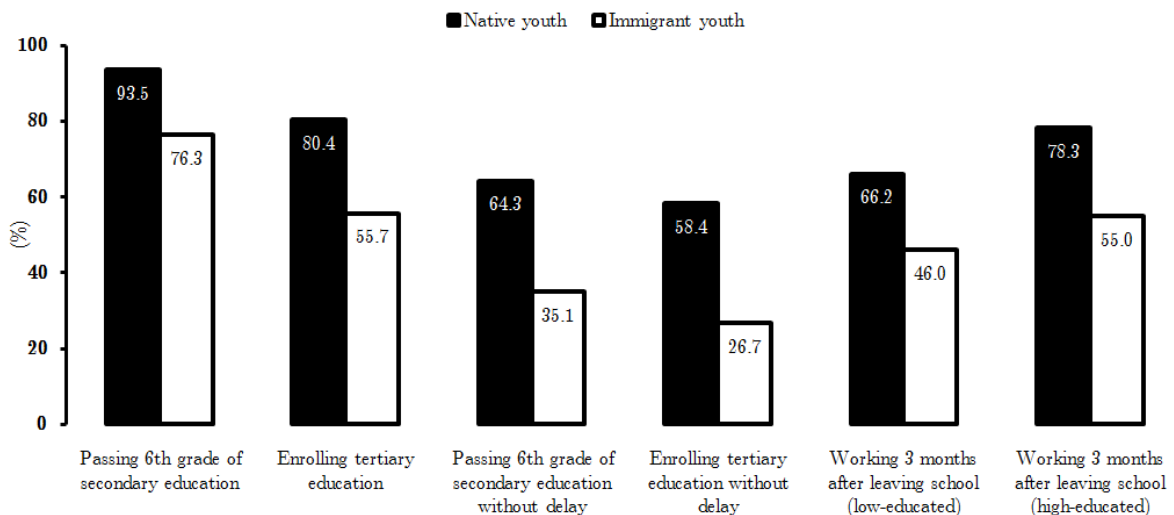 Native youth Immigrant youth
100
80
60
40
20
0
(%)
93.5
76.3
80.4
55.7
64.3
35.1
58.4
26.7
66.2
46.0
78.3
55.0
Passing 6th grade of
secondary education
Enrolling tertiary
education
Passing 6th grade of
secondary education
without delay
Enrolling tertiary
education without
delay
Working 3 months
after leaving school
(low-educated)
Working 3 months
after leaving school
(high-educated)